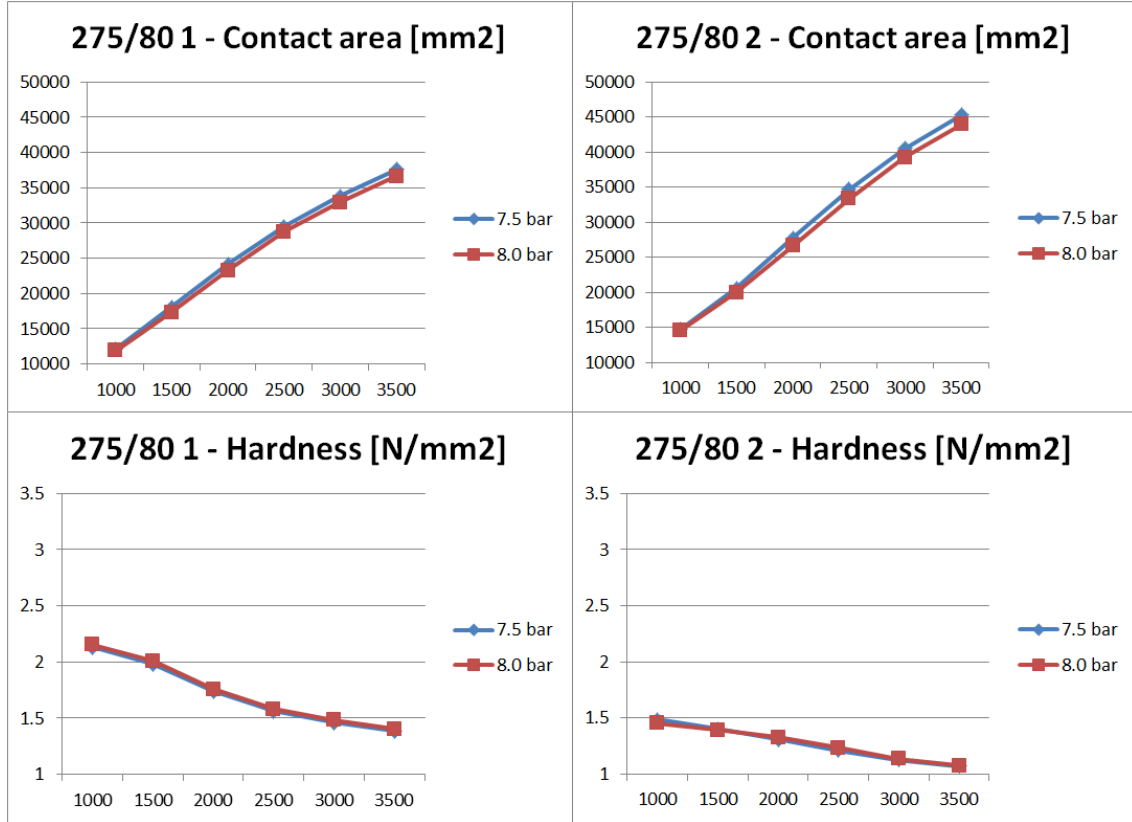 275/80 1 - Contact area [mm2]
50000
45000
40000
35000
30000
25000
20000
15000
10000
1000 1500 2000 2500 3000 3500
7.5 bar
8.0 bar
275/80 2 - Contact area [mm2]
50000
45000
40000
35000
30000
25000
20000
15000
10000
1000 1500 2000 2500 3000 3500
7.5 bar
8.0 bar
275/80 1 - Hardness [N/mm2]
3.5
3
2.5
2
1.5
1
1000 1500 2000 2500 3000 3500
7.5 bar
8.0 bar
275/80 2 - Hardness [N/mm2]
3.5
3
2.5
2
1.5
1
1000 1500 2000 2500 3000 3500
7.5 bar
8.0 bar